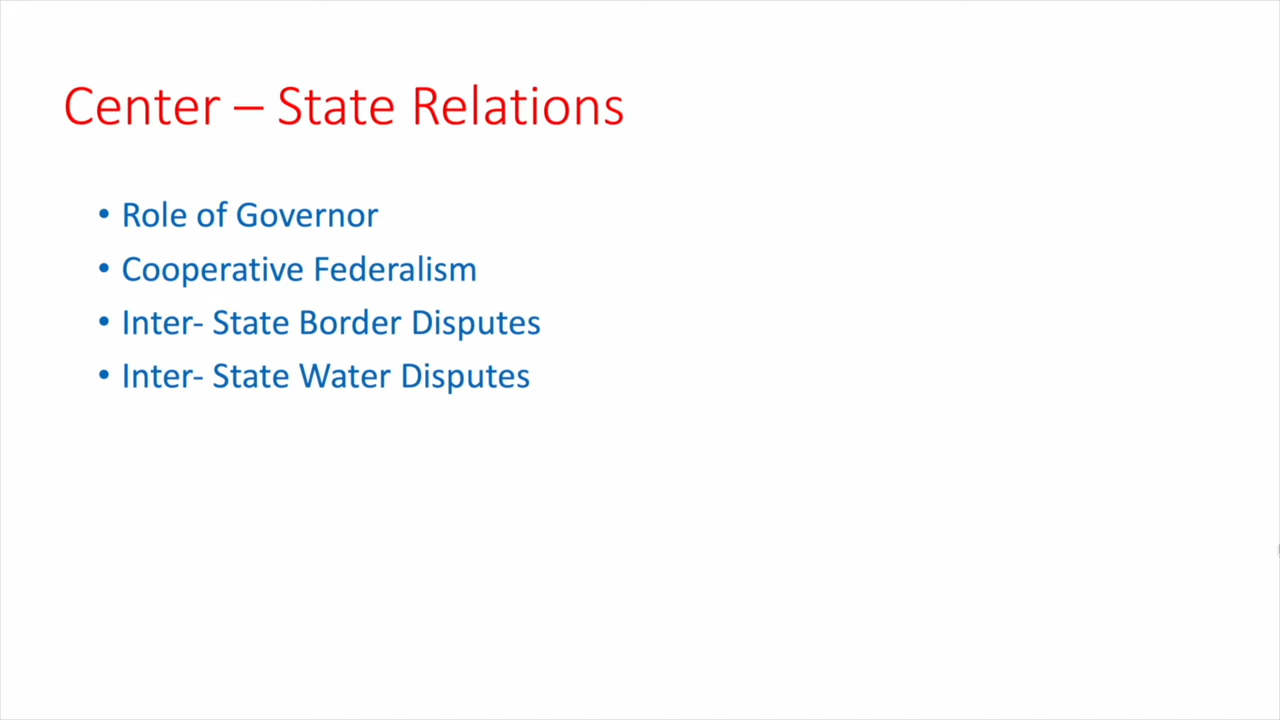 Center – State Relations
• Role of Governor
• Cooperative Federalism
• Inter- State Border Disputes
• Inter- State Water Disputes